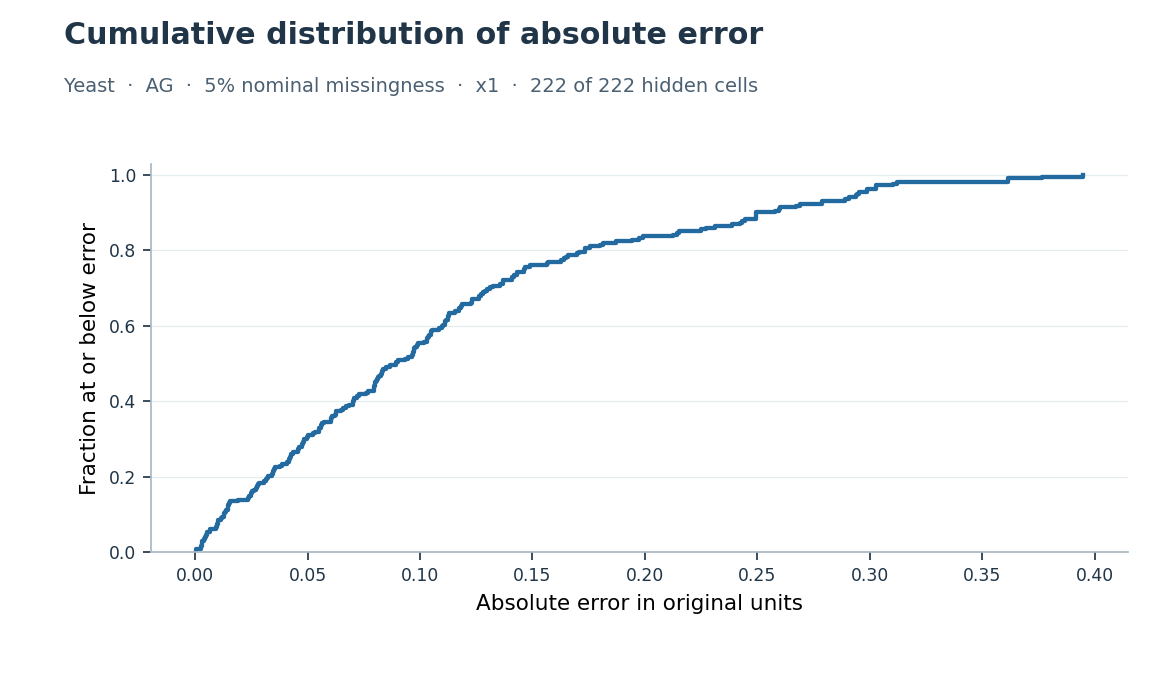 Cumulative distribution of absolute error
Yeast · AG · 5% nominal missingness · x1 · 222 of 222 hidden cells
Fraction at or below error
1.0
0.8
0.6
0.4
0.2
0.0
0.00 0.05 0.10 0.15 0.20 0.25 0.30 0.35 0.40
Absolute error in original units